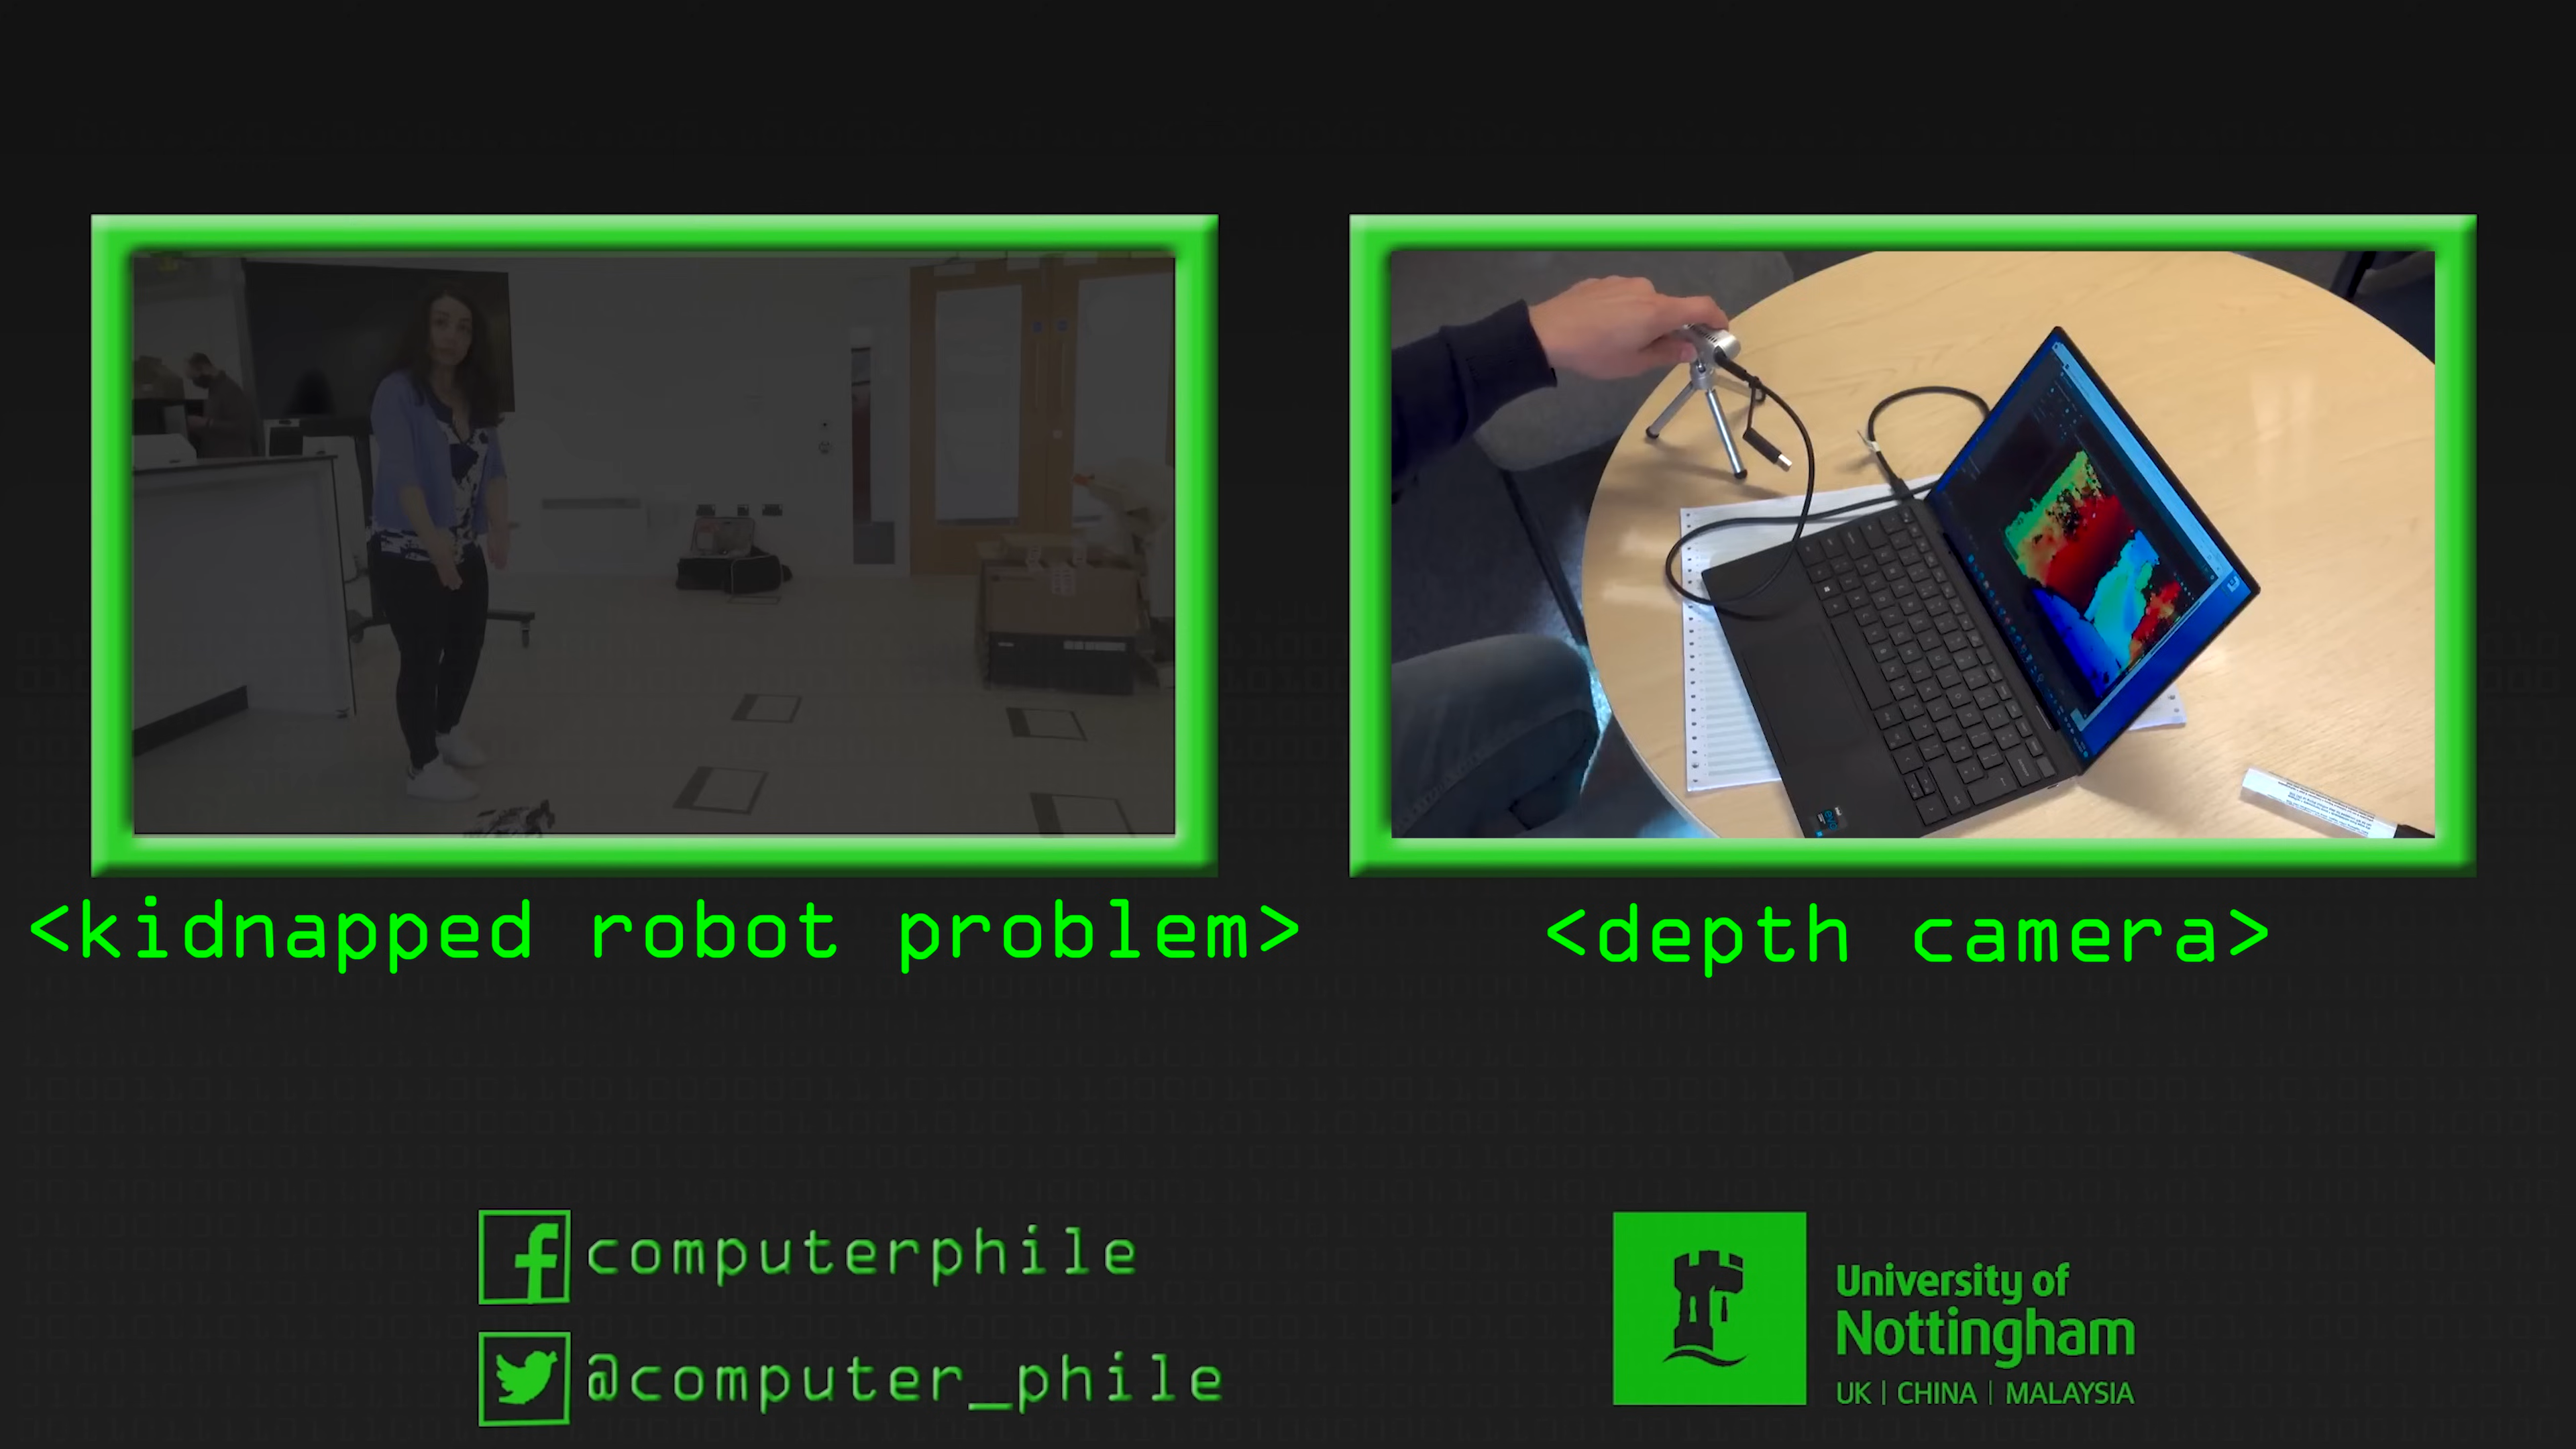 <kidnapped robot problem>
<depth camera>
computerphile
@computer_phile
University of
Nottingham
UK | CHINA | MALAYSIA